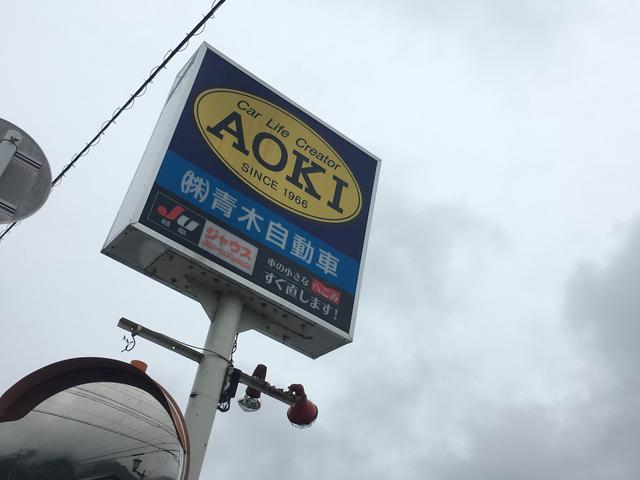 Car Life Creator
AOKI
SINCE 1966
㈱青木自動車
JU
ジャウス
車の小さなへこみ
すぐ直します!